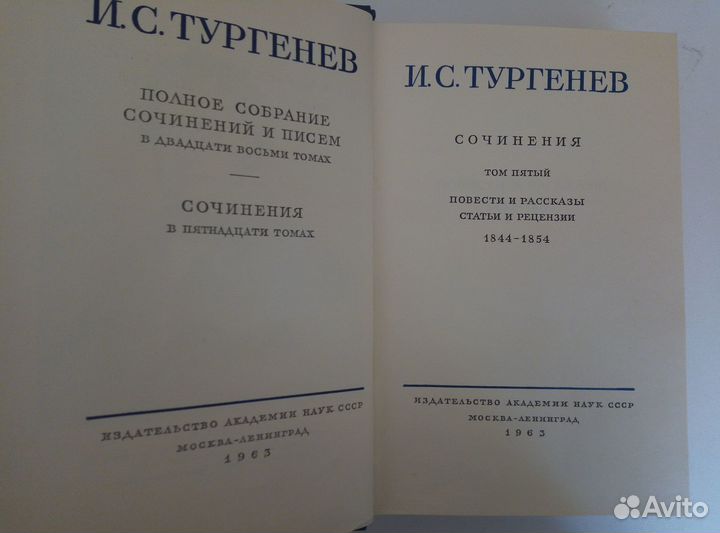 И.С.ТУРГЕНЕВ
ПОЛНОЕ СОБРАНИЕ
СОЧИНЕНИЙ И ПИСЕМ
В ДВАДЦАТИ ВОСЬМИ ТОМАХ
СОЧИНЕНИЯ
В ПЯТНАДЦАТИ ТОМАХ
ИЗДАТЕЛЬСТВО АКАДЕМИИ НАУК СССР
МОСКВА-ЛЕНИНГРАД
1963
И.С.ТУРГЕНЕВ
СОЧИНЕНИЯ
ТОМ ПЯТЫЙ
ПОВЕСТИ И РАССКАЗЫ
СТАТЬИ И РЕЦЕНЗИИ
1844-1854
ИЗДАТЕЛЬСТВО АКАДЕМИИ НАУК СССР
МОСКВА-ЛЕНИНГРАД
1963
Avito